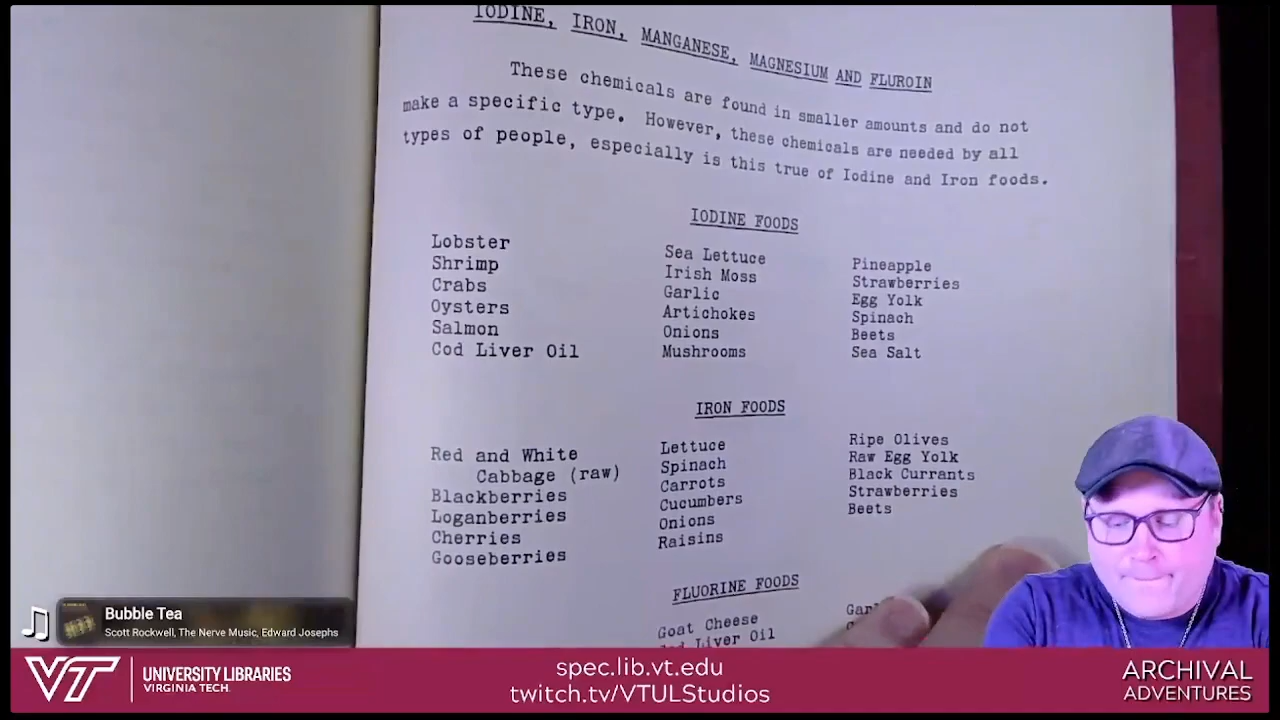 IODINE, IRON, MANGANESE, MAGNESIUM AND FLUROIN
These chemicals are found in smaller amounts and do not
make a specific type. However, these chemicals are needed by all
types of people, especially is this true of Iodine and Iron foods.
IODINE FOODS
Lobster
Shrimp
Crabs
Oysters
Salmon
Cod Liver Oil
Sea Lettuce
Irish Moss
Garlic
Artichokes
Onions
Mushrooms
Pineapple
Strawberries
Egg Yolk
Spinach
Beets
Sea Salt
IRON FOODS
Red and White
Cabbage (raw)
Blackberries
Loganberries
Cherries
Gooseberries
Lettuce
Spinach
Carrots
Cucumbers
Onions
Raisins
Ripe Olives
Raw Egg Yolk
Black Currants
Strawberries
Beets
FLUORINE FOODS
Goat Cheese
Liver Oil
Bubble Tea
Scott Rockwell, The Nerve Music, Edward Josephs
VT
UNIVERSITY LIBRARIES
VIRGINIA TECH
spec.lib.vt.edu
twitch.tv/VTULStudios
ARCHIVAL
ADVENTURES